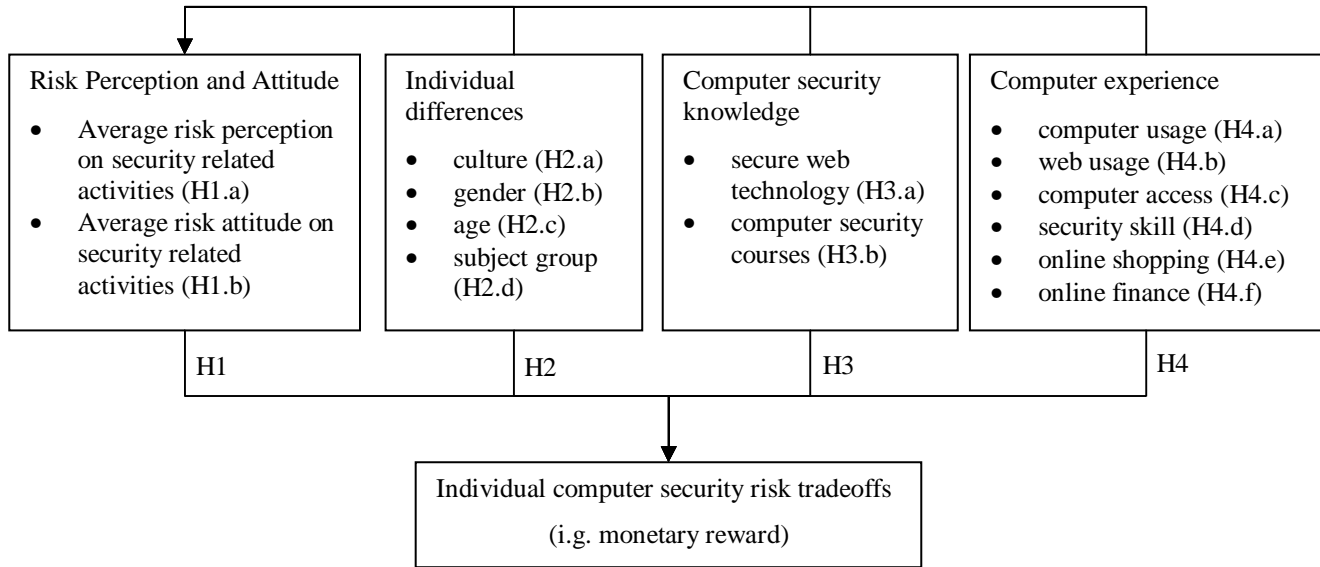 Risk Perception and Attitude
• Average risk perception
on security related
activities (H1.a)
• Average risk attitude on
security related
activities (H1.b)
Individual
differences
• culture (H2.a)
• gender (H2.b)
• age (H2.c)
• subject group
(H2.d)
Computer security
knowledge
• secure web
technology (H3.a)
• computer security
courses (H3.b)
Computer experience
• computer usage (H4.a)
• web usage (H4.b)
• computer access (H4.c)
• security skill (H4.d)
• online shopping (H4.e)
• online finance (H4.f)
H1
H2
H3
H4
Individual computer security risk tradeoffs
(i.g. monetary reward)